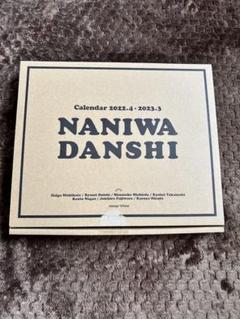 Calendar 2022.4 - 2023.3
NANIWA
DANSHI
Daigo Nishihata / Ryusei Ohnishi / Shunsuke Michieda / Kyohei Takahashi
Kento Nagao / Joichiro Fujiwara / Kazuya Ohashi